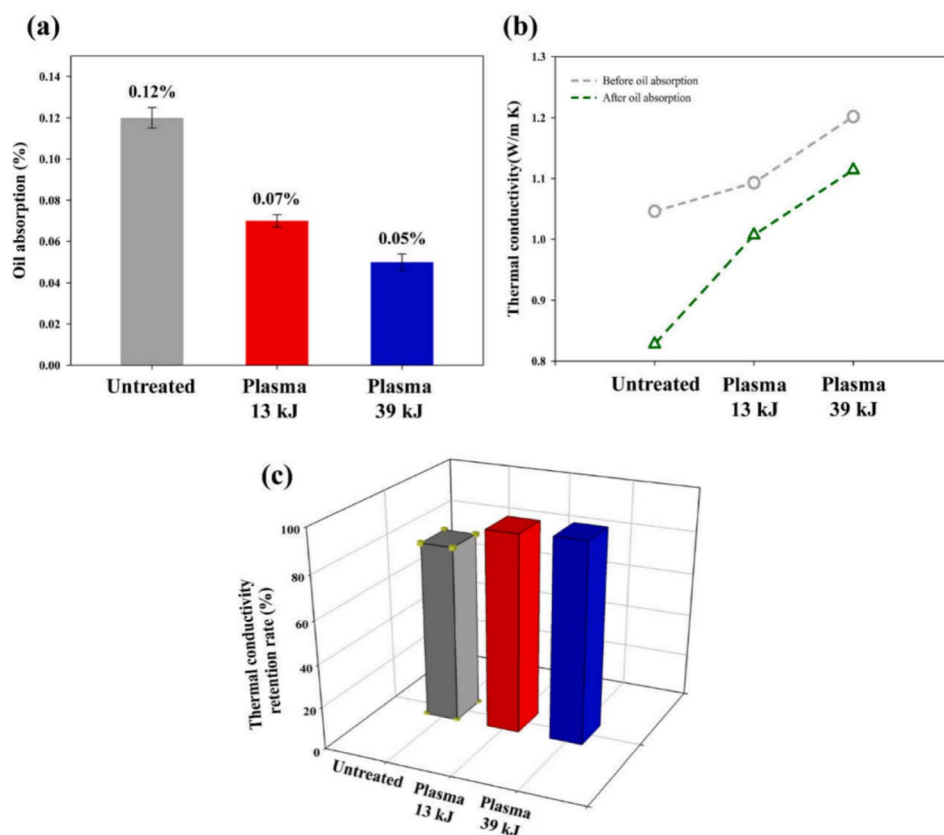 (a)
0.14
0.12
0.10
0.08
0.06
0.04
0.02
0.00
Oil absorption (%)
0.12%
0.07%
0.05%
Untreated
Plasma
13 kJ
Plasma
39 kJ
(b)
1.3
1.2
1.1
1.0
0.9
0.8
Thermal conductivity(W/m K)
Before oil absorption
After oil absorption
Untreated
Plasma
13 kJ
Plasma
39 kJ
(c)
100
80
60
40
20
0
Thermal conductivity
retention rate (%)
Untreated
Plasma
13 kJ
Plasma
39 kJ